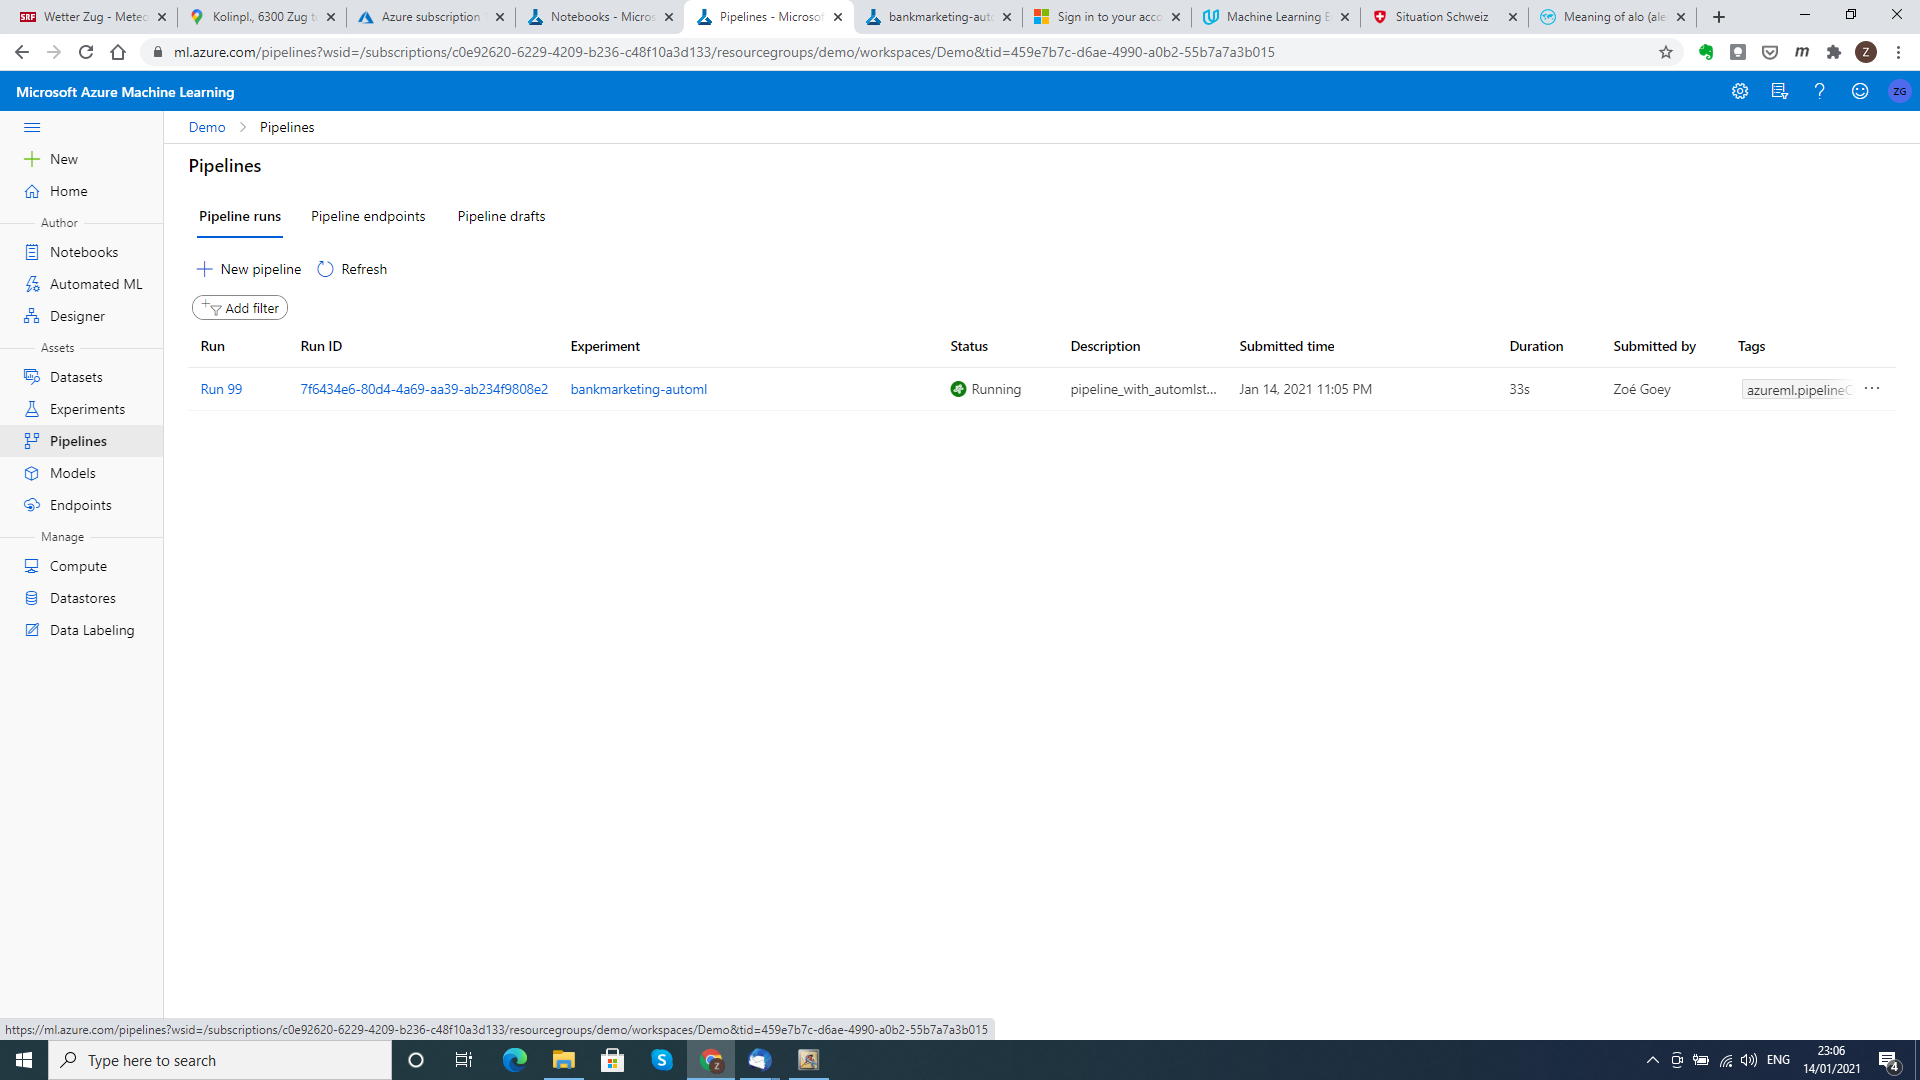 Wetter Zug - Meteo
Kolinpl., 6300 Zug to
Azure subscription
Notebooks - Micros
Pipelines - Microsof
bankmarketing-auto
Sign in to your acco
Machine Learning E
Situation Schweiz
Meaning of alo (ale
ml.azure.com/pipelines?wsid=/subscriptions/c0e92620-6229-4209-b236-c48f10a3d133/resourcegroups/demo/workspaces/Demo&tid=459e7b7c-d6ae-4990-a0b2-55b7a7a3b015
m
Z
Microsoft Azure Machine Learning
ZG
New
Home
Author
Notebooks
Automated ML
Designer
Assets
Datasets
Experiments
Pipelines
Models
Endpoints
Manage
Compute
Datastores
Data Labeling
Demo > Pipelines
Pipelines
Pipeline runs Pipeline endpoints Pipeline drafts
New pipeline Refresh
Add filter
Run Run ID Experiment Status Description Submitted time Duration Submitted by Tags
Run 99 7f6434e6-80d4-4a69-aa39-ab234f9808e2 bankmarketing-automl Running pipeline_with_automlst... Jan 14, 2021 11:05 PM 33s Zoé Goey azureml.pipelineC ...
https://ml.azure.com/pipelines?wsid=/subscriptions/c0e92620-6229-4209-b236-c48f10a3d133/resourcegroups/demo/workspaces/Demo&tid=459e7b7c-d6ae-4990-a0b2-55b7a7a3b015
Type here to search
ENG
23:06
14/01/2021
4